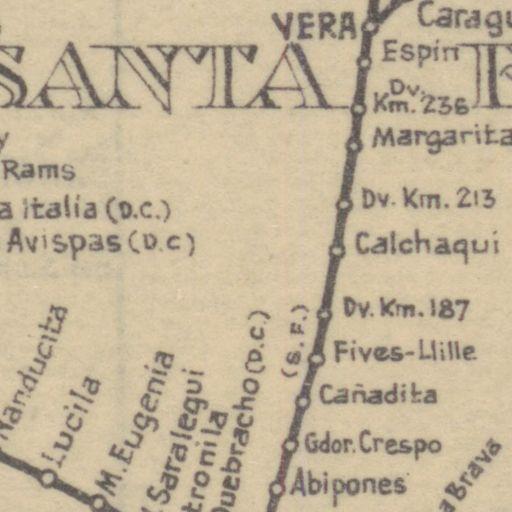 VERA
Caragu
Espin
SANTA F
Dv.
Km. 236
Margarita
y
Rams
Dv. Km. 213
a Italia (D.C.)
Avispas (D.C)
Calchaqui
Dv. Km. 187
(S. F.)
Fives-Llille
Ñanducita
Lucila
M. Eugenia
Saralegui
tronila
Quebracho (D.C.)
Cañadita
Gdor. Crespo
Abipones
a Brava